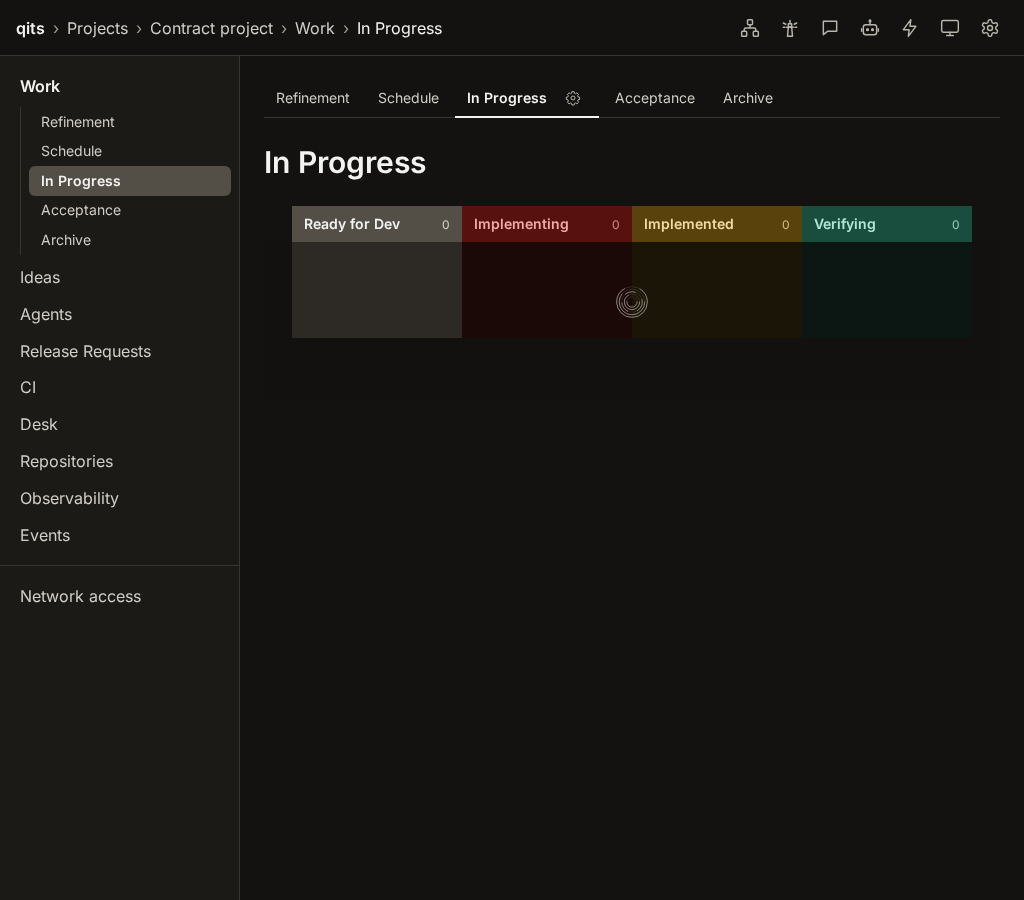 qits › Projects › Contract project › Work › In Progress
Work
Refinement
Schedule
In Progress
Acceptance
Archive
Ideas
Agents
Release Requests
CI
Desk
Repositories
Observability
Events
Network access
Refinement Schedule In Progress Acceptance Archive
In Progress
Ready for Dev 0 Implementing 0 Implemented 0 Verifying 0